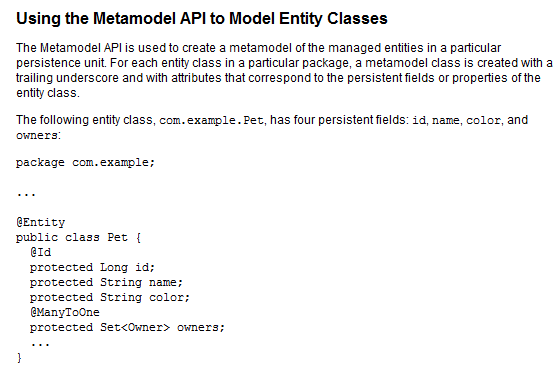 Using the Metamodel API to Model Entity Classes
The Metamodel API is used to create a metamodel of the managed entities in a particular
persistence unit. For each entity class in a particular package, a metamodel class is created with a
trailing underscore and with attributes that correspond to the persistent fields or properties of the
entity class.
The following entity class, com.example.Pet, has four persistent fields: id, name, color, and
owners:
package com.example;
...
@Entity
public class Pet {
@Id
protected Long id;
protected String name;
protected String color;
@ManyToOne
protected Set<Owner> owners;
...
}